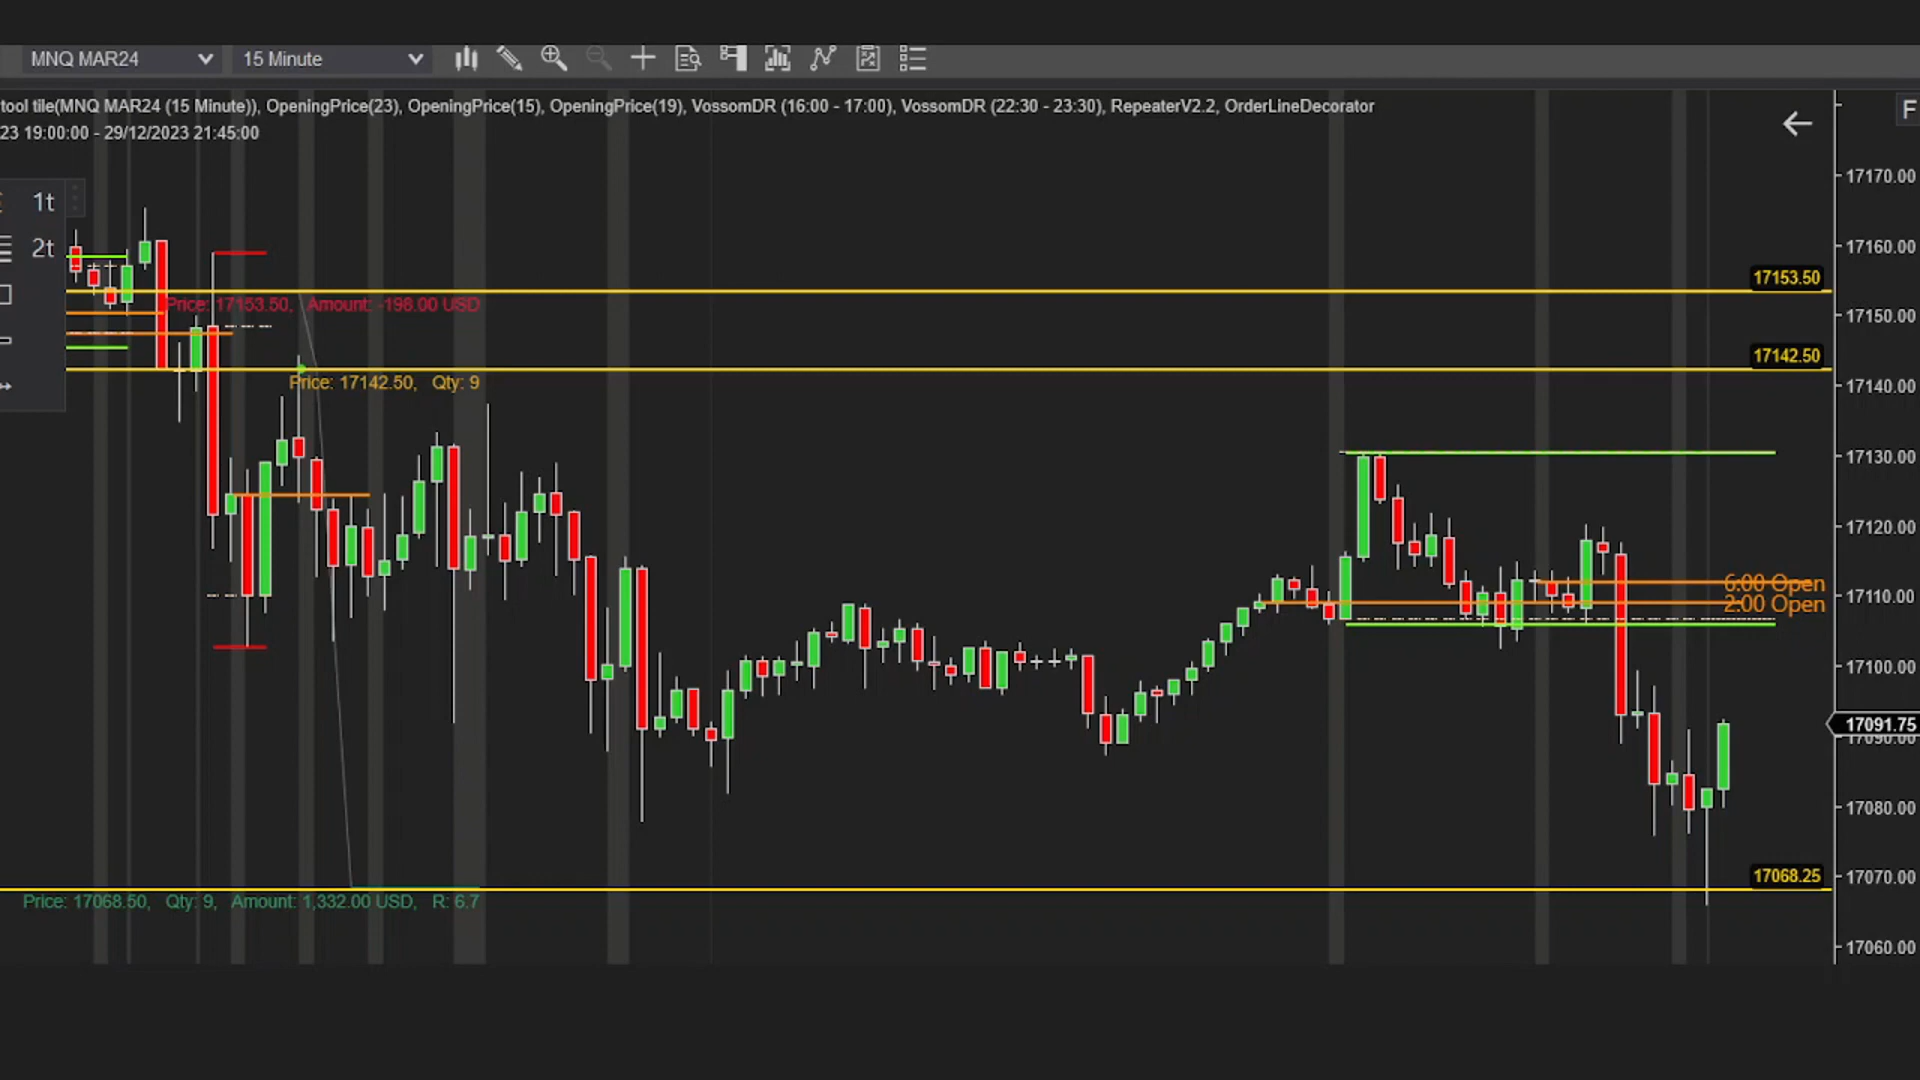 MNQ MAR24 15 Minute
tool tile(MNQ MAR24 (15 Minute)), OpeningPrice(23), OpeningPrice(15), OpeningPrice(19), VossomDR (16:00 - 17:00), VossomDR (22:30 - 23:30), RepeaterV2.2, OrderLineDecorator
F
23 19:00:00 - 29/12/2023 21:45:00
17170.00
1t
2t
17160.00
17153.50
Price: 17153.50, Amount: -198.00 USD
17150.00
17142.50
Price: 17142.50, Qty: 9
17140.00
17130.00
17120.00
6:00 Open
17110.00
2:00 Open
17100.00
17091.75
17090.00
17080.00
17068.25
17070.00
Price: 17068.50, Qty: 9, Amount: 1,332.00 USD, R: 6.7
17060.00